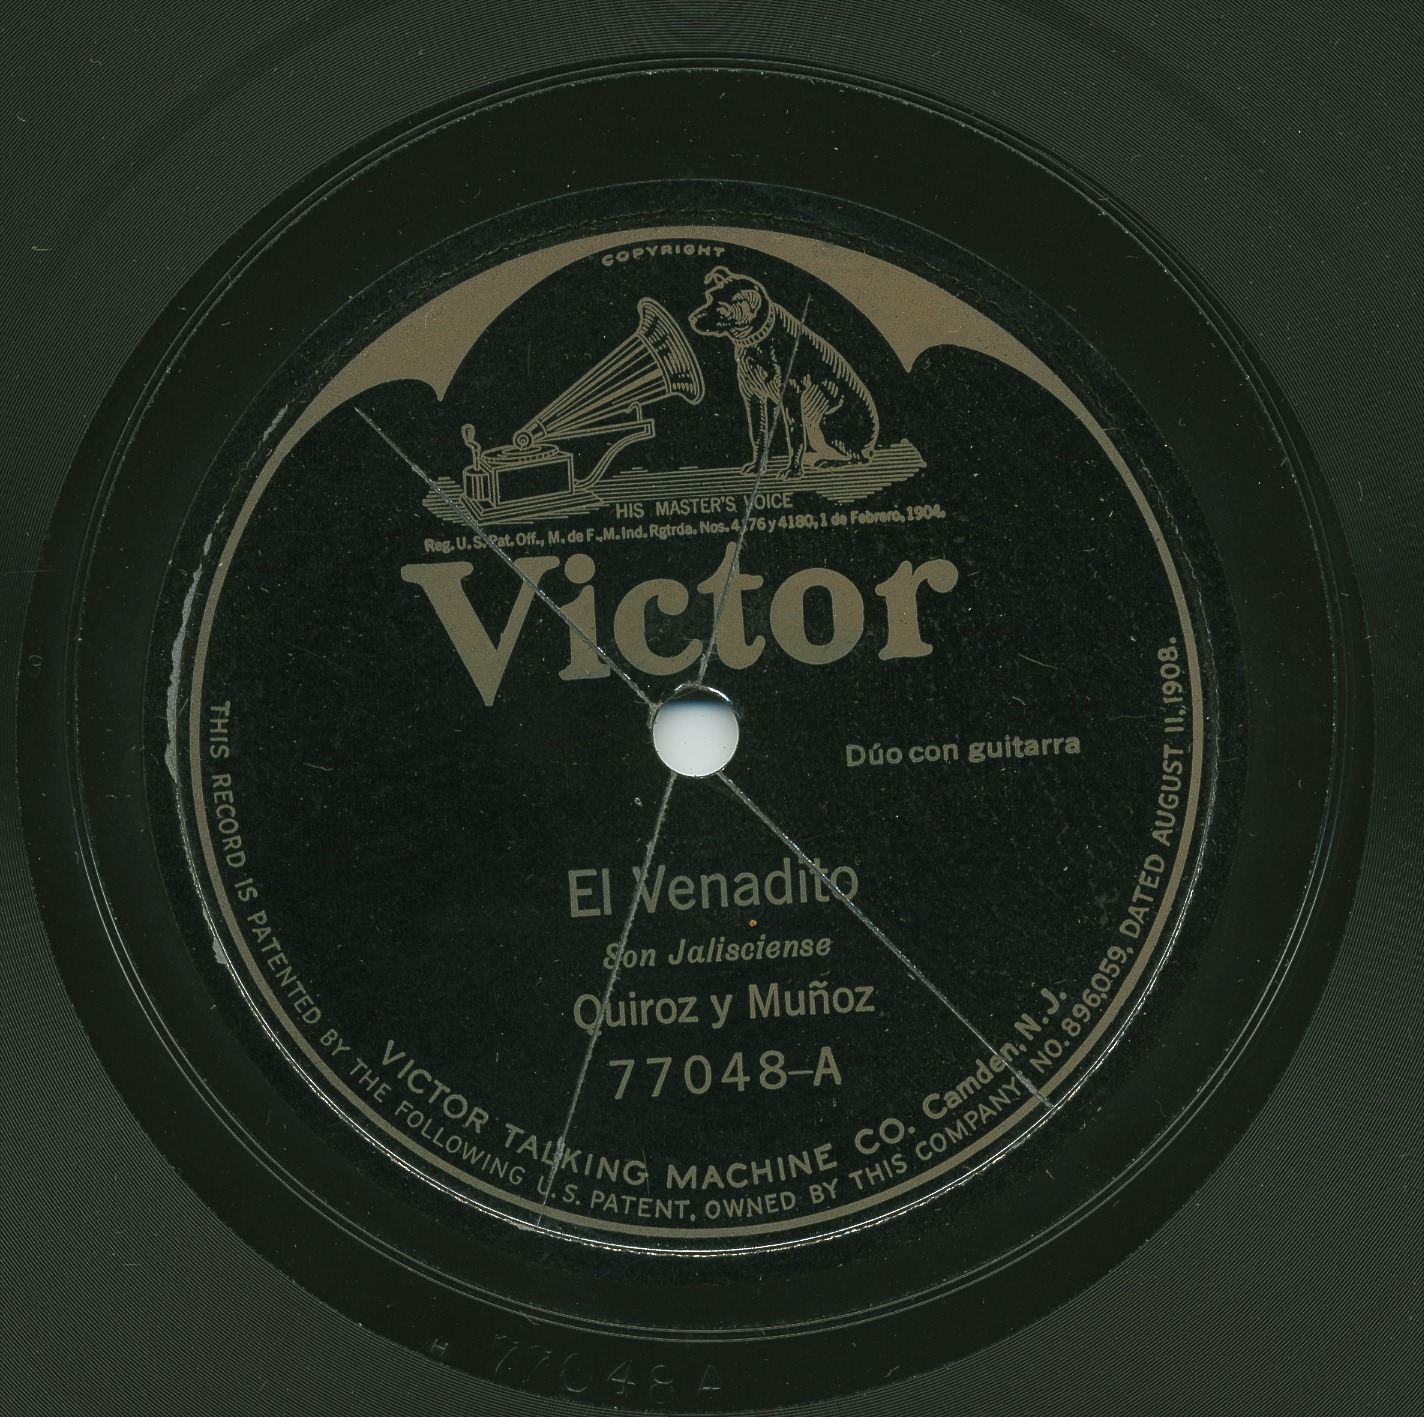 COPYRIGHT
HIS MASTER'S VOICE
Reg. U. S. Pat. Off., M. de F., M. Ind. Rgtrda. Nos. 4176 y 4180, 1 de Febrero, 1904.
Victor
Dúo con guitarra
El Venadito
Son Jalisciense
Quiroz y Muñoz
77048–A
VICTOR TALKING MACHINE CO. Camden, N. J.
THIS RECORD IS PATENTED BY THE FOLLOWING U.S. PATENT, OWNED BY THIS COMPANY: NO. 896,059, DATED AUGUST 11, 1908.
H 77048 A